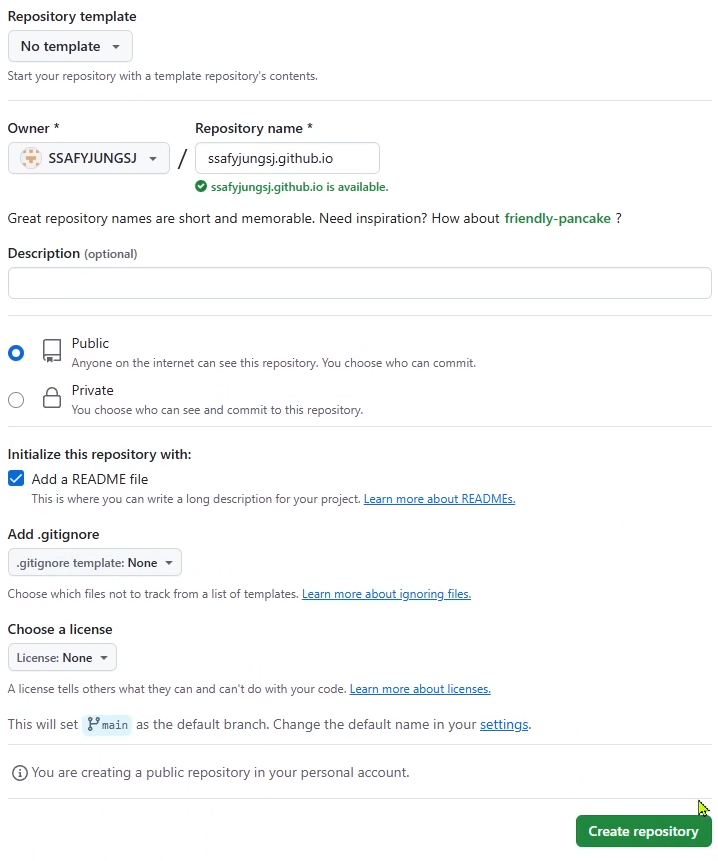 Repository template
No template
Start your repository with a template repository's contents.
Owner * Repository name *
SSAFYJUNGSJ / ssafyjungsj.github.io
ssafyjungsj.github.io is available.
Great repository names are short and memorable. Need inspiration? How about friendly-pancake ?
Description (optional)
Public
Anyone on the internet can see this repository. You choose who can commit.
Private
You choose who can see and commit to this repository.
Initialize this repository with:
Add a README file
This is where you can write a long description for your project. Learn more about READMEs.
Add .gitignore
.gitignore template: None
Choose which files not to track from a list of templates. Learn more about ignoring files.
Choose a license
License: None
A license tells others what they can and can't do with your code. Learn more about licenses.
This will set main as the default branch. Change the default name in your settings.
You are creating a public repository in your personal account.
Create repository